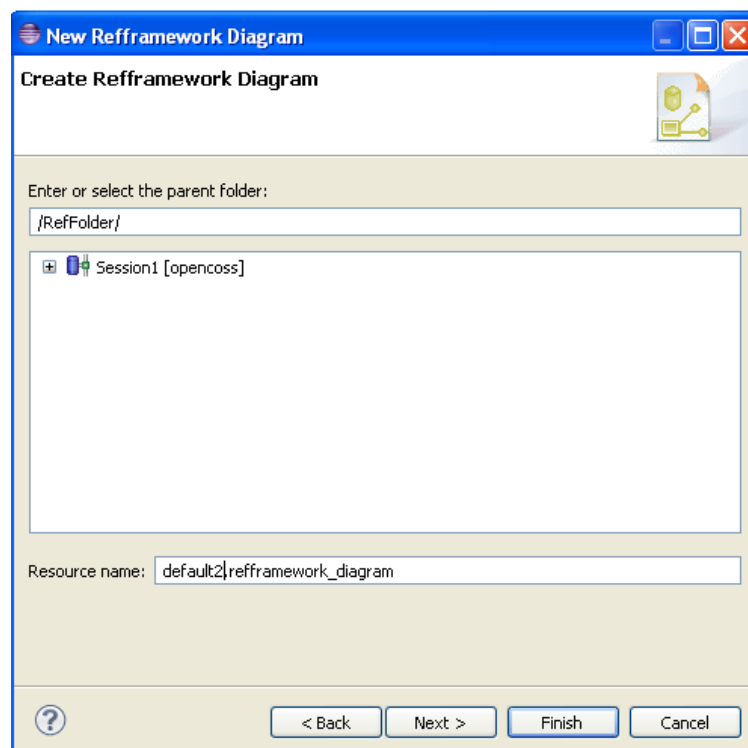 New Refframework Diagram
Create Refframework Diagram
Enter or select the parent folder:
/RefFolder/
Session1 [opencoss]
Resource name: default2.refframework_diagram
? < Back Next > Finish Cancel